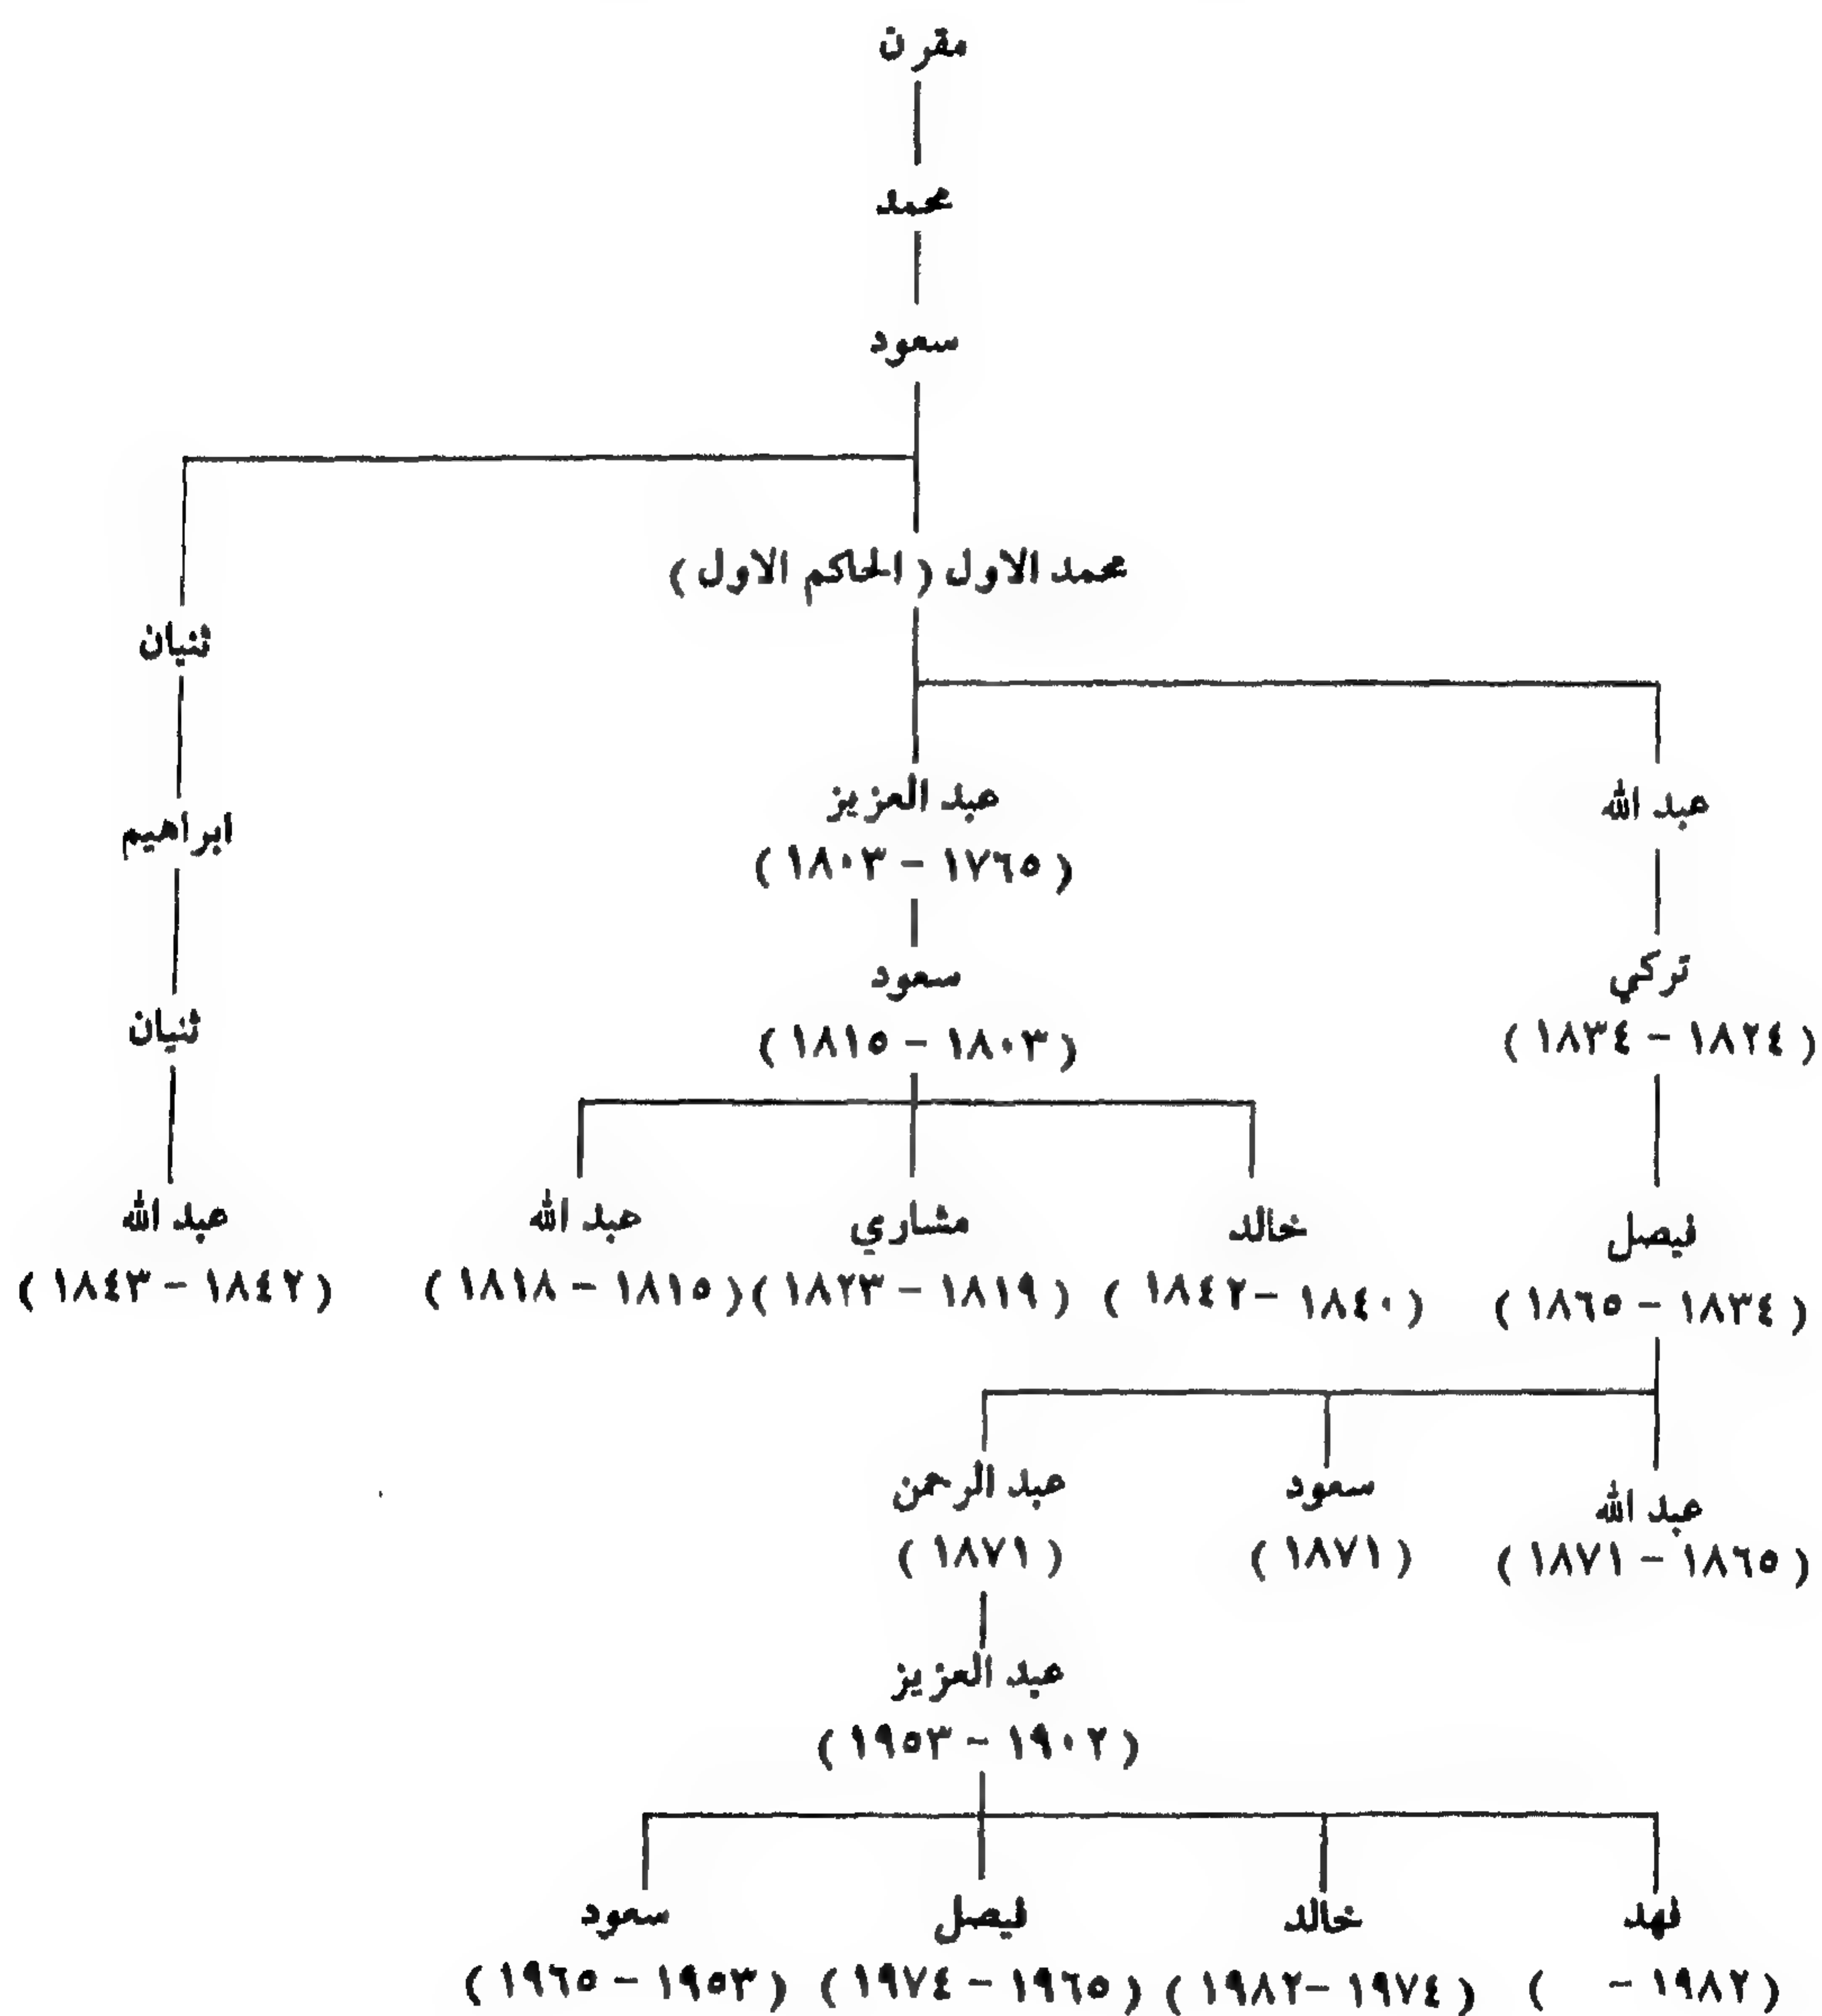 مقرن
محمد
سعود
محمد الاول ( الحاكم الاول )
ثنيان
عبد العزيز
( ١٧٦٥ - ١٨٠٣ )
عبد الله
ابراهيم
سعود
( ١٨٠٣ - ١٨١٥ )
تركي
( ١٨٢٤ - ١٨٣٤ )
ثنيان
فيصل
( ١٨٣٤ - ١٨٦٥ )
خالد
( ١٨٤٠ - ١٨٤٢ )
مشاري
( ١٨١٩ - ١٨٢٣ )
عبد الله
( ١٨١٥ - ١٨١٨ )
عبد الله
( ١٨٤٢ - ١٨٤٣ )
عبد الله
( ١٨٦٥ - ١٨٧١ )
سعود
( ١٨٧١ )
عبد الرحمن
( ١٨٧١ )
عبد العزيز
( ١٩٠٢ - ١٩٥٣ )
فهد
( ١٩٨٢ - )
خالد
( ١٩٧٤ - ١٩٨٢ )
فيصل
( ١٩٦٥ - ١٩٧٤ )
سعود
( ١٩٥٣ - ١٩٦٥ )